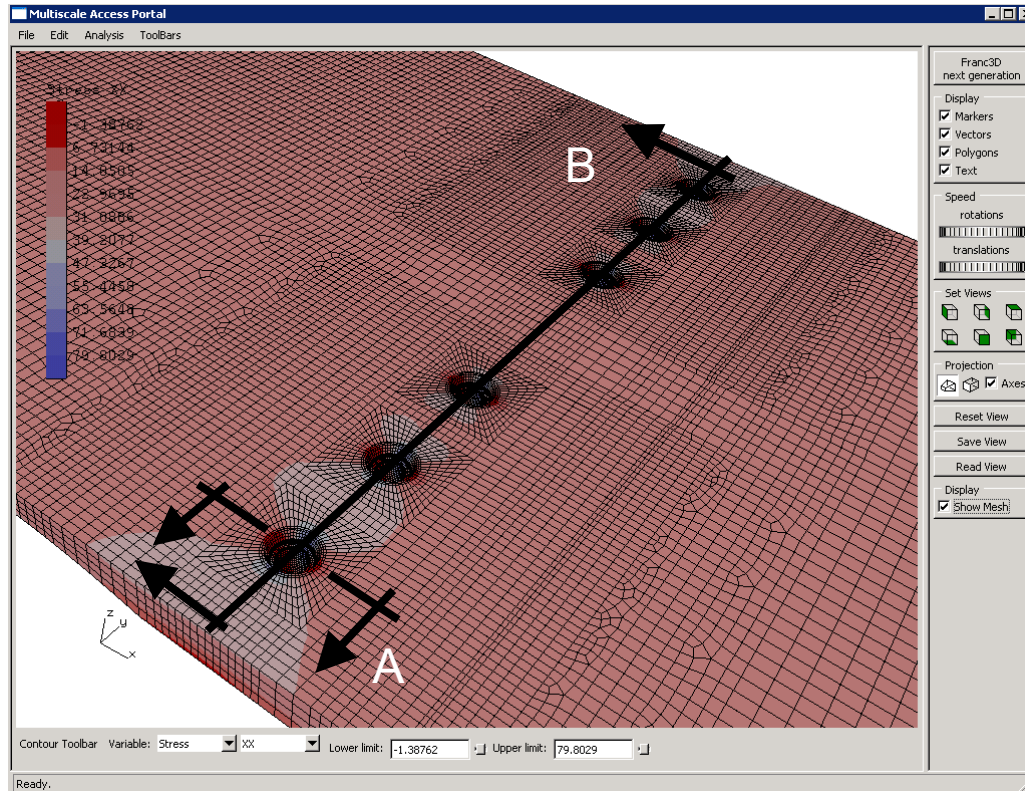 Multiscale Access Portal
File Edit Analysis ToolBars
Stress XX
-1.38762
6.73144
14.8505
22.9695
31.0886
39.2077
47.3267
55.4458
63.5648
71.6839
79.8029
B
A
z
y
x
Franc3D
next generation
Display
Markers
Vectors
Polygons
Text
Speed
rotations
translations
Set Views
Projection
Axes
Reset View
Save View
Read View
Display
Show Mesh
Contour Toolbar Variable: Stress XX Lower limit: -1.38762 Upper limit: 79.8029
Ready.